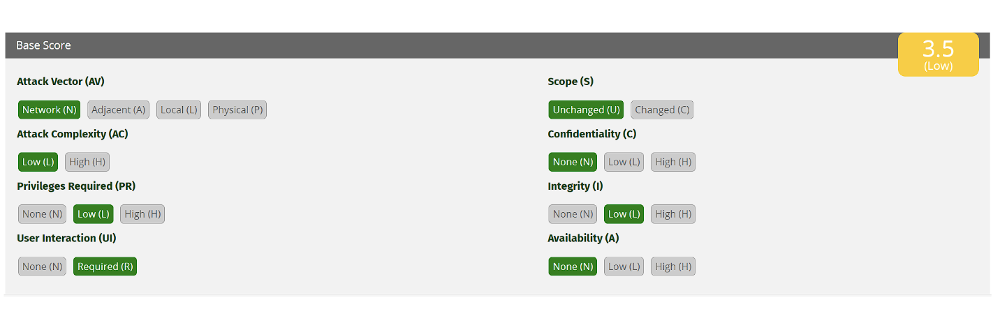 Base Score
3.5
(Low)
Attack Vector (AV)
Network (N) Adjacent (A) Local (L) Physical (P)
Attack Complexity (AC)
Low (L) High (H)
Privileges Required (PR)
None (N) Low (L) High (H)
User Interaction (UI)
None (N) Required (R)
Scope (S)
Unchanged (U) Changed (C)
Confidentiality (C)
None (N) Low (L) High (H)
Integrity (I)
None (N) Low (L) High (H)
Availability (A)
None (N) Low (L) High (H)